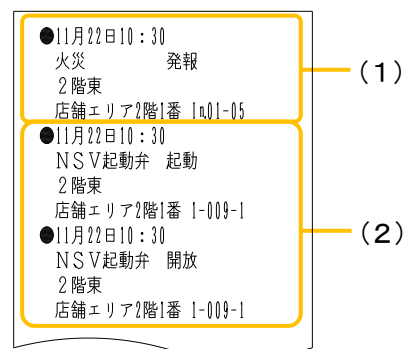 ●11月22日10：30
火災　　　発報
２階東
店舗エリア2階1番 In01-05
●11月22日10：30
ＮＳＶ起動弁　起動
２階東
店舗エリア2階1番 1-009-1
●11月22日10：30
ＮＳＶ起動弁　開放
２階東
店舗エリア2階1番 1-009-1
（１）
（２）